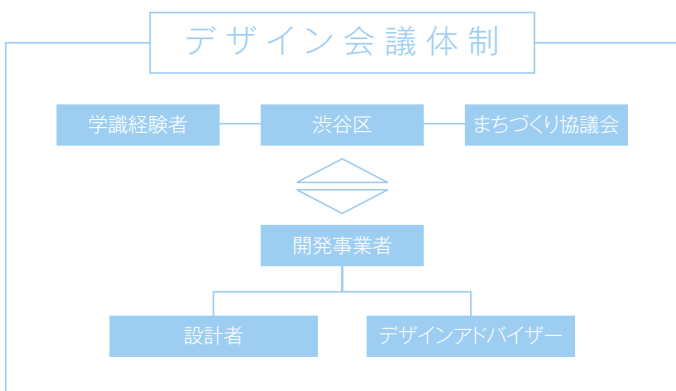 デザイン会議体制
学識経験者
渋谷区
まちづくり協議会
開発事業者
設計者
デザインアドバイザー